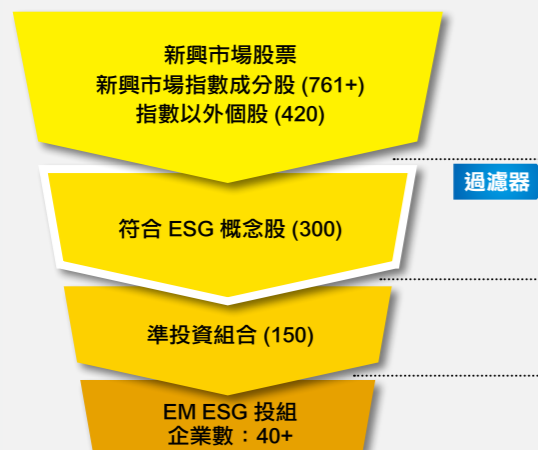 新興市場股票
新興市場指數成分股 (761+)
指數以外個股 (420)
過濾器
符合 ESG 概念股 (300)
準投資組合 (150)
EM ESG 投組
企業數：40+